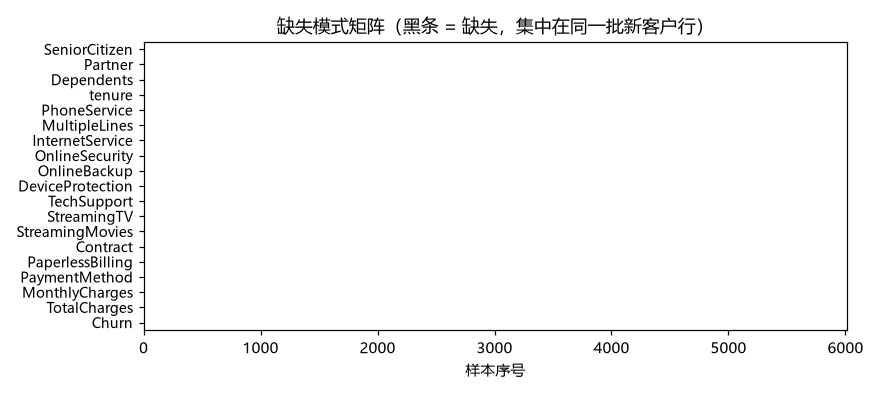 缺失模式矩阵（黑条 = 缺失，集中在同一批新客户行）
SeniorCitizen
Partner
Dependents
tenure
PhoneService
MultipleLines
InternetService
OnlineSecurity
OnlineBackup
DeviceProtection
TechSupport
StreamingTV
StreamingMovies
Contract
PaperlessBilling
PaymentMethod
MonthlyCharges
TotalCharges
Churn
0 1000 2000 3000 4000 5000 6000
样本序号